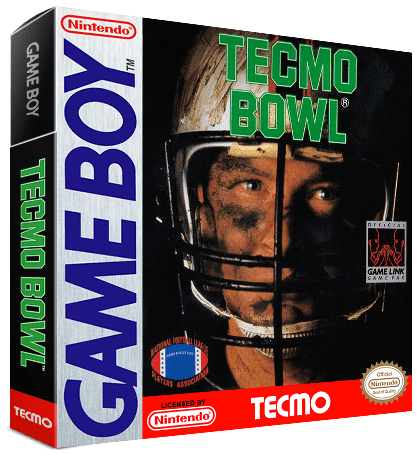 GAME BOY
TECMO BOWL™
TECMO
Nintendo
GAME BOY™
TECMO
BOWL®
OFFICIAL
GAME LINK
GAME PAK
NATIONAL FOOTBALL LEAGUE
PLAYERS ASSOCIATION
LICENSED BY
Nintendo
TECMO
Official
Nintendo
Seal of Quality